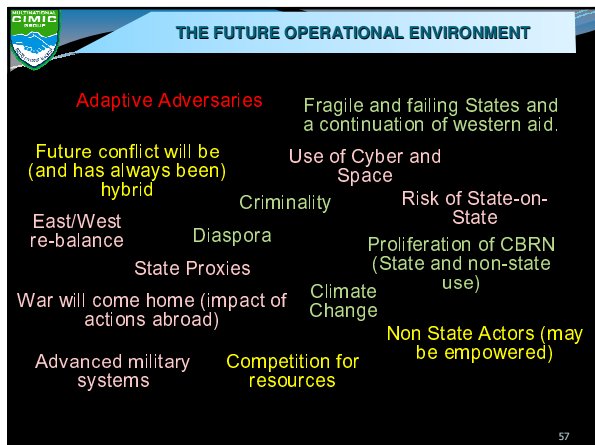 MULTINATIONAL
CIMIC
GROUP
THE FUTURE OPERATIONAL ENVIRONMENT
Adaptive Adversaries
Fragile and failing States and
a continuation of western aid.
Future conflict will be
(and has always been)
hybrid
Use of Cyber and
Space
Criminality
Risk of State-on-
State
East/West
re-balance
Diaspora
Proliferation of CBRN
(State and non-state
use)
State Proxies
Climate
Change
War will come home (impact of
actions abroad)
Non State Actors (may
be empowered)
Advanced military
systems
Competition for
resources
57